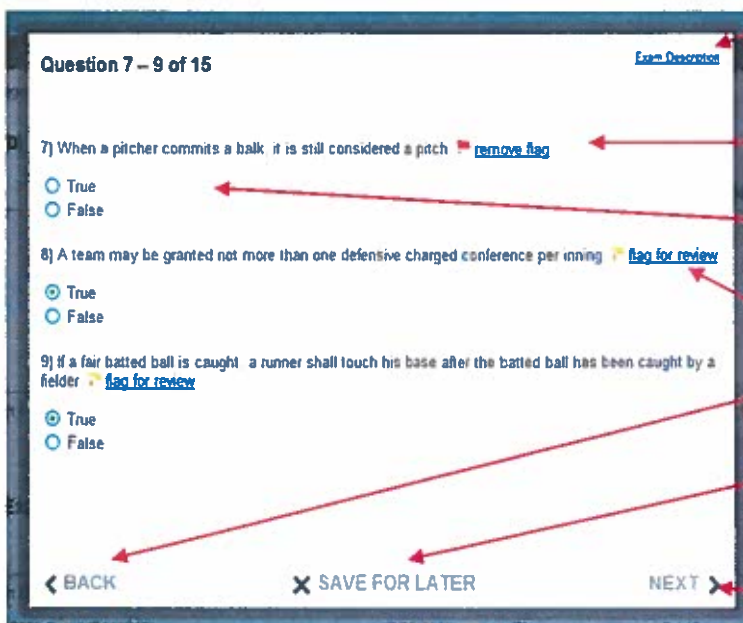 Question 7 – 9 of 15
Exam Description
7) When a pitcher commits a balk, it is still considered a pitch remove flag
True
False
8) A team may be granted not more than one defensive charged conference per inning flag for review
True
False
9) If a fair batted ball is caught, a runner shall touch his base after the batted ball has been caught by a
fielder flag for review
True
False
BACK
SAVE FOR LATER
NEXT